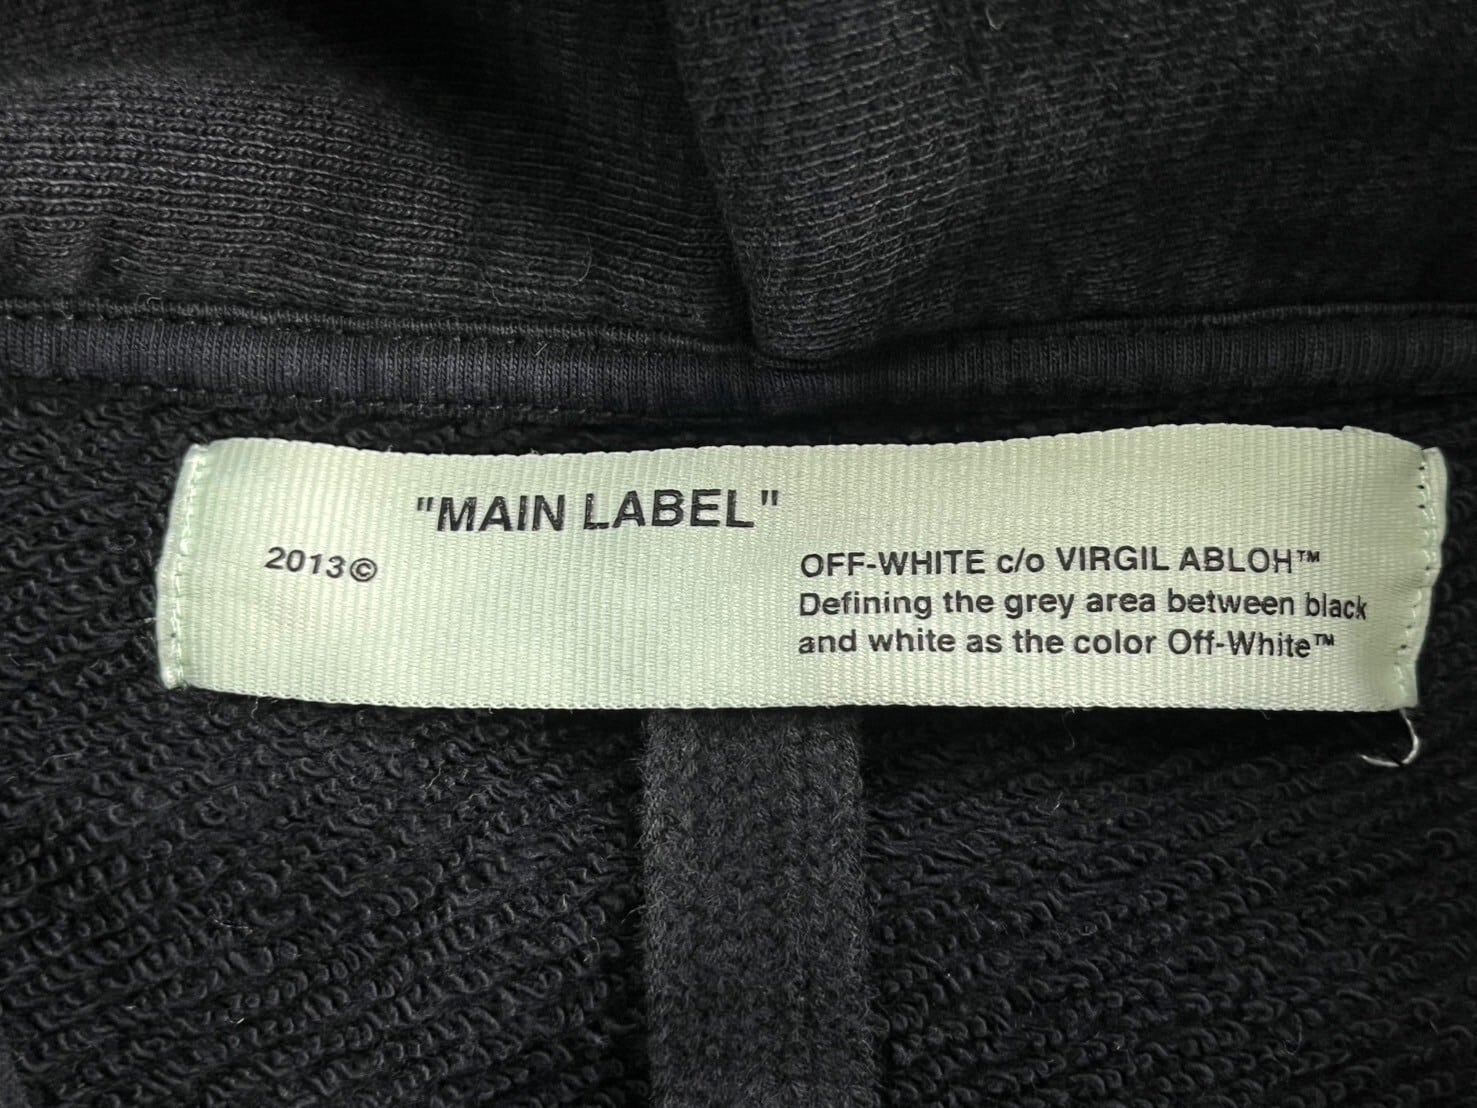 "MAIN LABEL"
2013©
OFF-WHITE c/o VIRGIL ABLOH™
Defining the grey area between black
and white as the color Off-White™